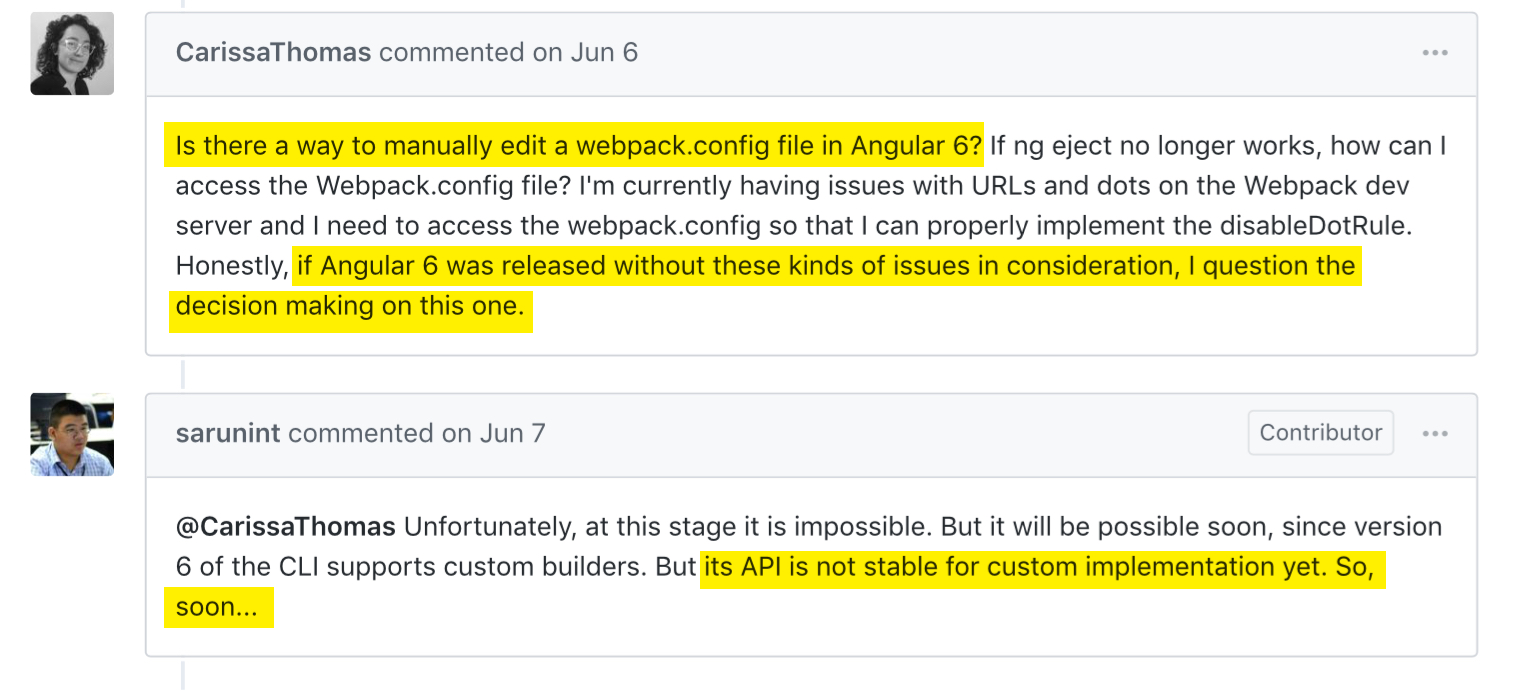 CarissaThomas commented on Jun 6
Is there a way to manually edit a webpack.config file in Angular 6? If ng eject no longer works, how can I
access the Webpack.config file? I'm currently having issues with URLs and dots on the Webpack dev
server and I need to access the webpack.config so that I can properly implement the disableDotRule.
Honestly, if Angular 6 was released without these kinds of issues in consideration, I question the
decision making on this one.
sarunint commented on Jun 7
Contributor
@CarissaThomas Unfortunately, at this stage it is impossible. But it will be possible soon, since version
6 of the CLI supports custom builders. But its API is not stable for custom implementation yet. So,
soon...